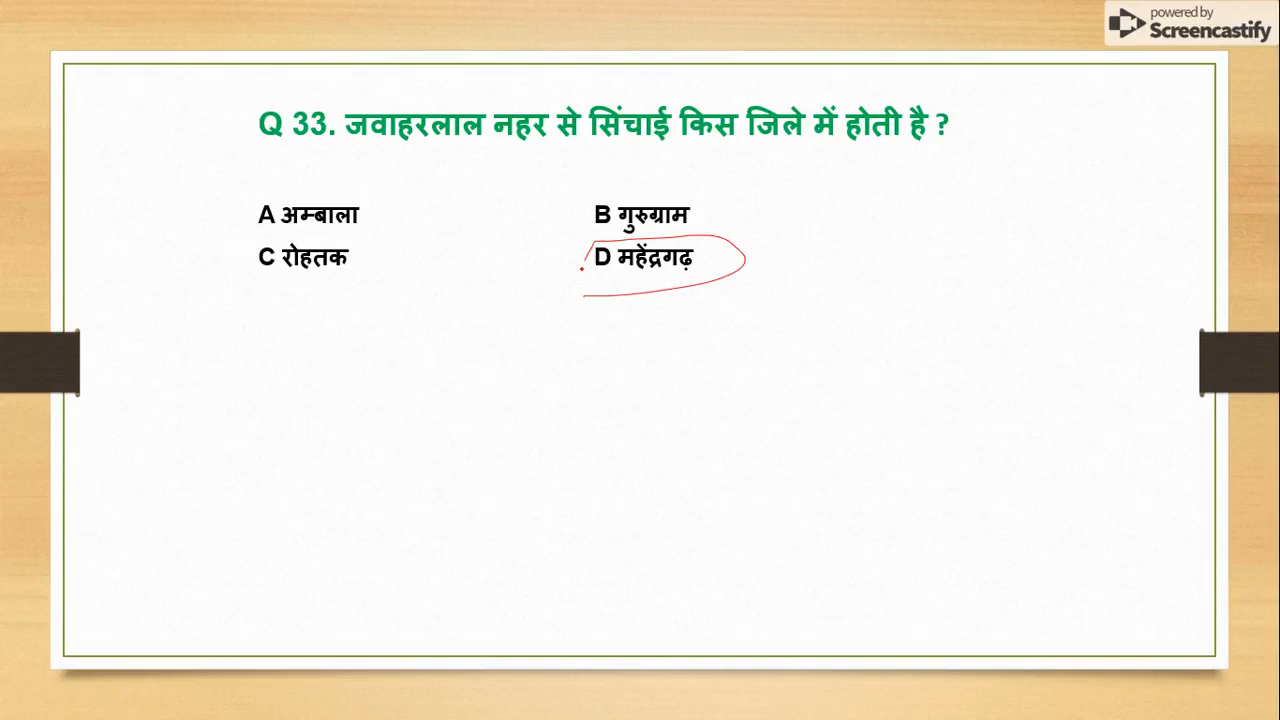 powered by
Screencastify
Q 33. जवाहरलाल नहर से सिंचाई किस जिले में होती है ?
A अम्बाला B गुरुग्राम
C रोहतक D महेंद्रगढ़